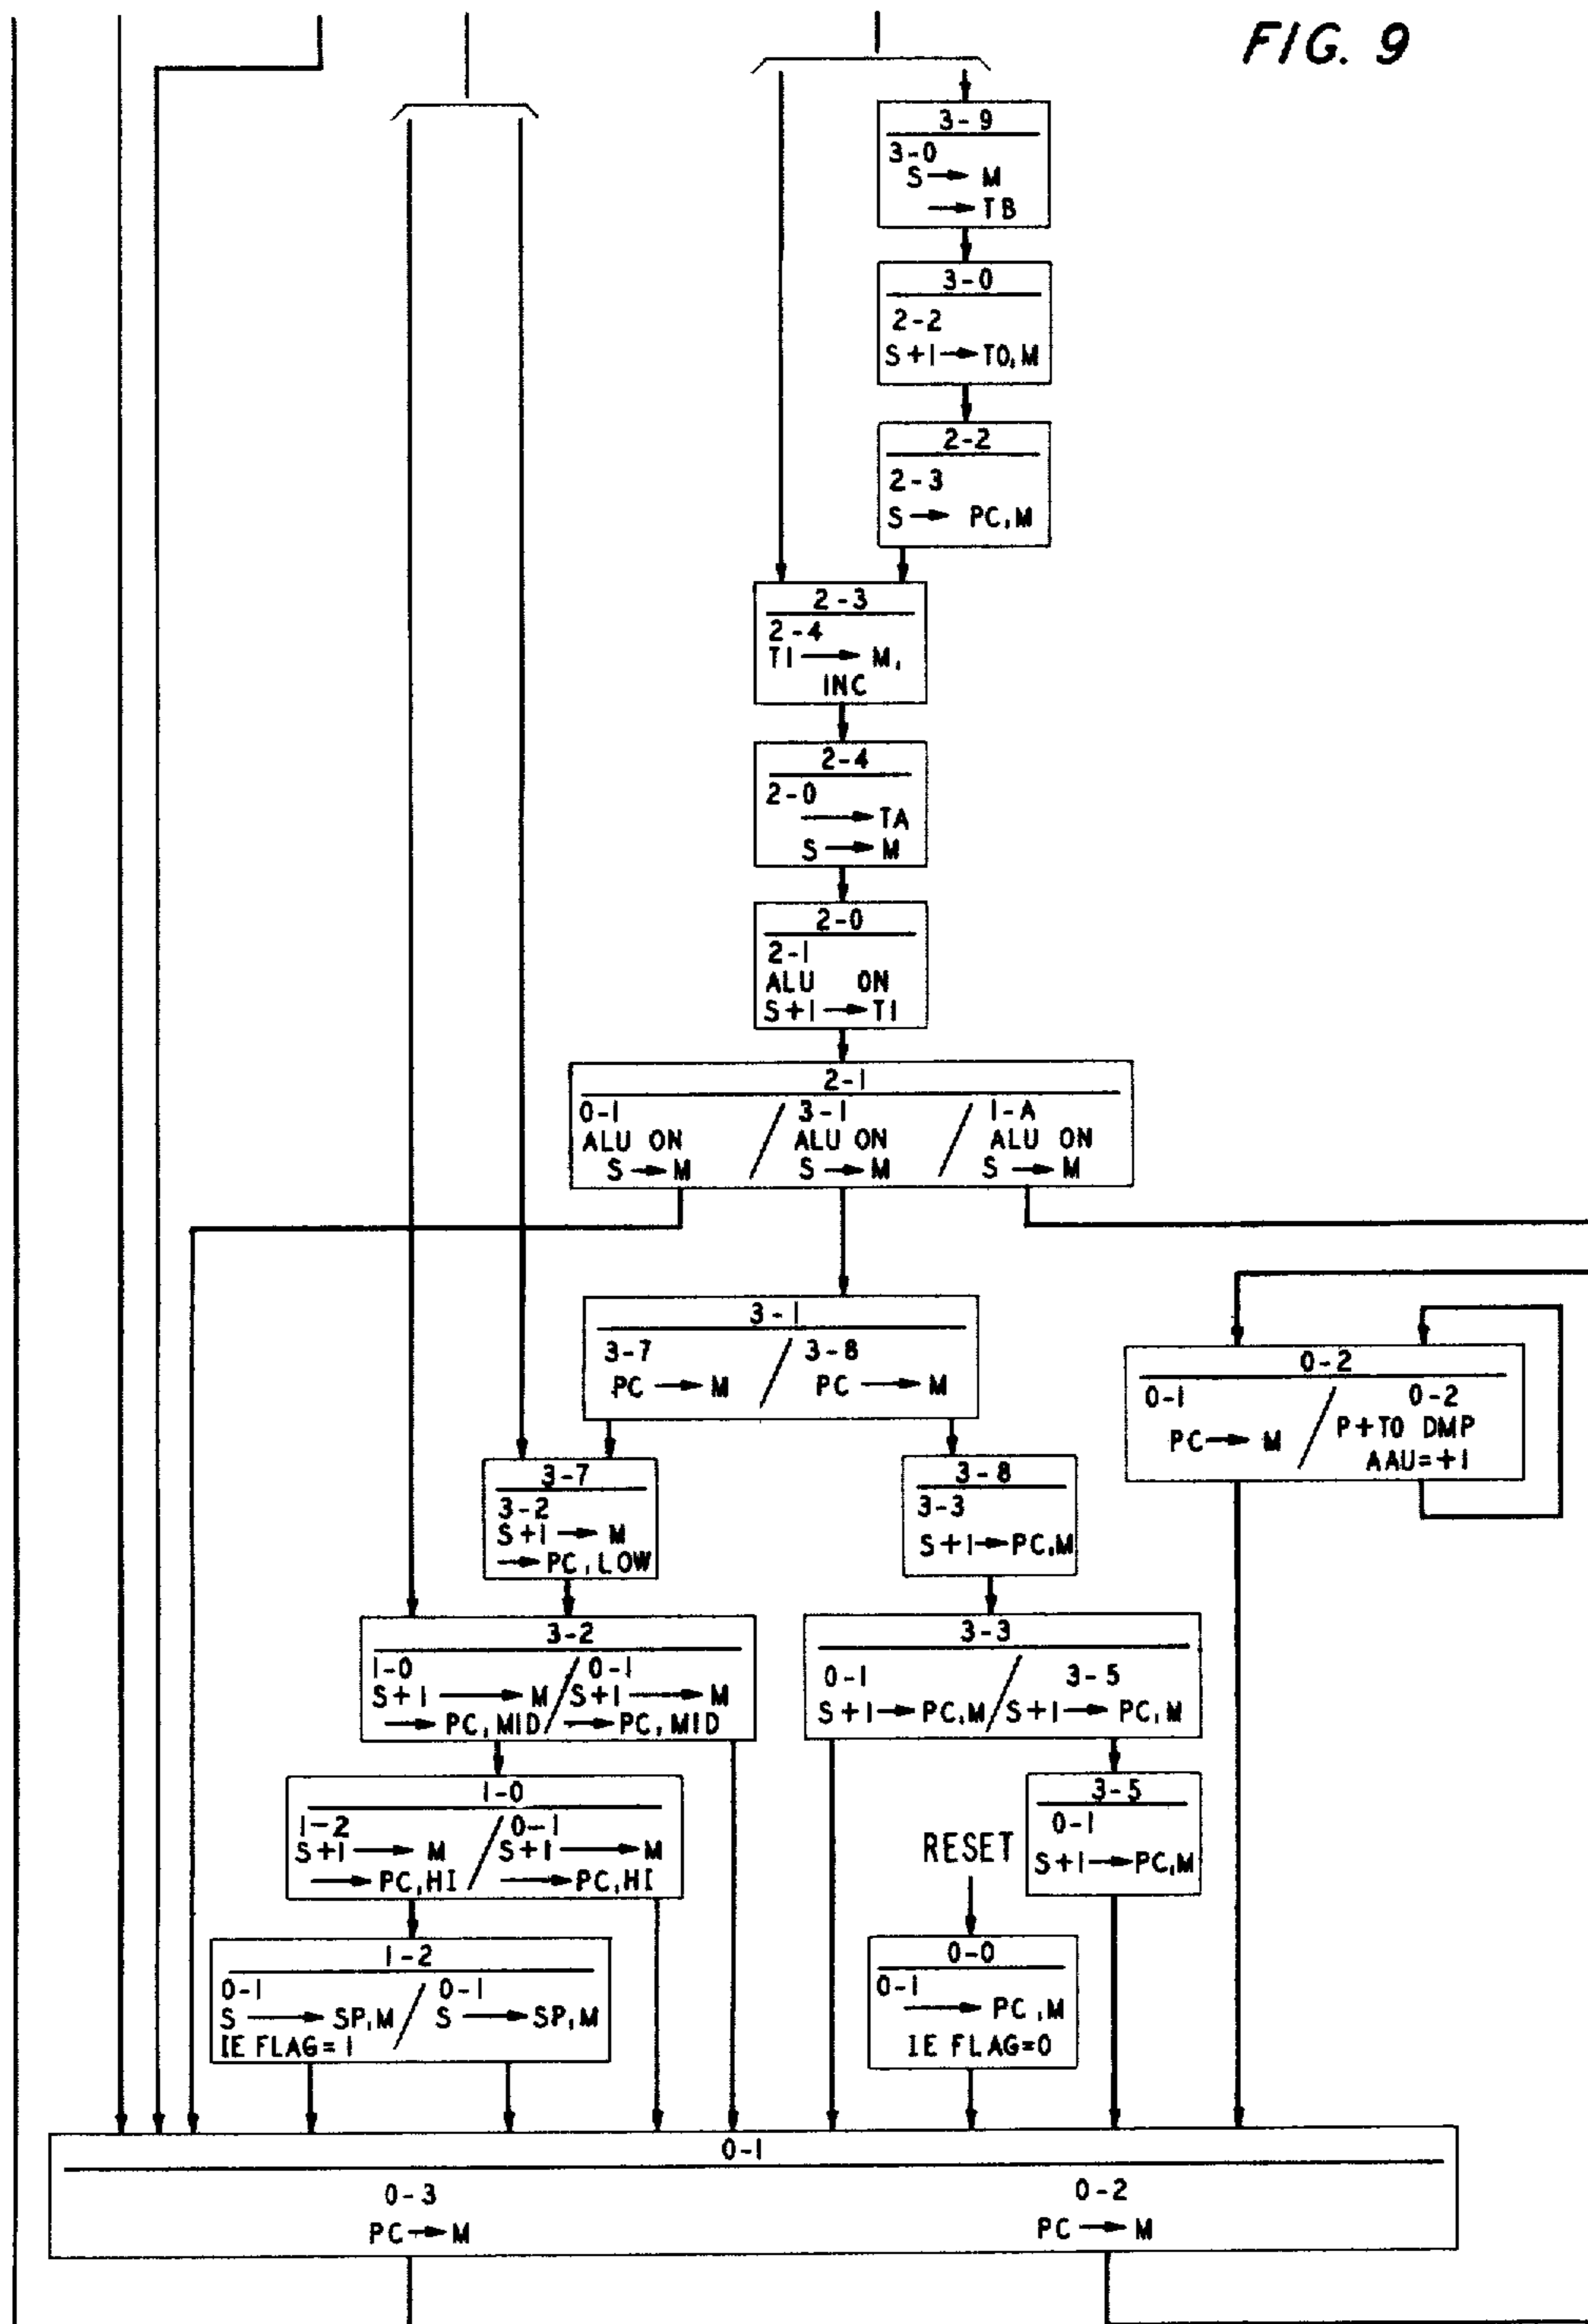 FIG. 9
3-9
3-0
S → M
→ TB
3-0
2-2
S+1 → T0,M
2-2
2-3
S → PC,M
2-3
2-4
T1 → M,
INC
2-4
2-0
→ TA
S → M
2-0
2-1
ALU ON
S+1 → T1
2-1
0-1 / 3-1 / 1-A
ALU ON ALU ON ALU ON
S → M S → M S → M
3-1
3-7 / 3-8
PC → M PC → M
0-2
0-1 / 0-2
PC → M P+T0 DMP
AAU=+1
3-7
3-2
S+1 → M
→ PC,LOW
3-8
3-3
S+1 → PC,M
3-2
1-0 / 0-1
S+1 → M S+1 → M
→ PC,MID → PC,MID
3-3
0-1 / 3-5
S+1 → PC,M S+1 → PC,M
1-0
1-2 / 0-1
S+1 → M S+1 → M
→ PC,HI → PC,HI
3-5
0-1
S+1 → PC,M
RESET
1-2
0-1 / 0-1
S → SP,M S → SP,M
IE FLAG=1
0-0
0-1
→ PC,M
IE FLAG=0
0-1
0-3 0-2
PC → M PC → M